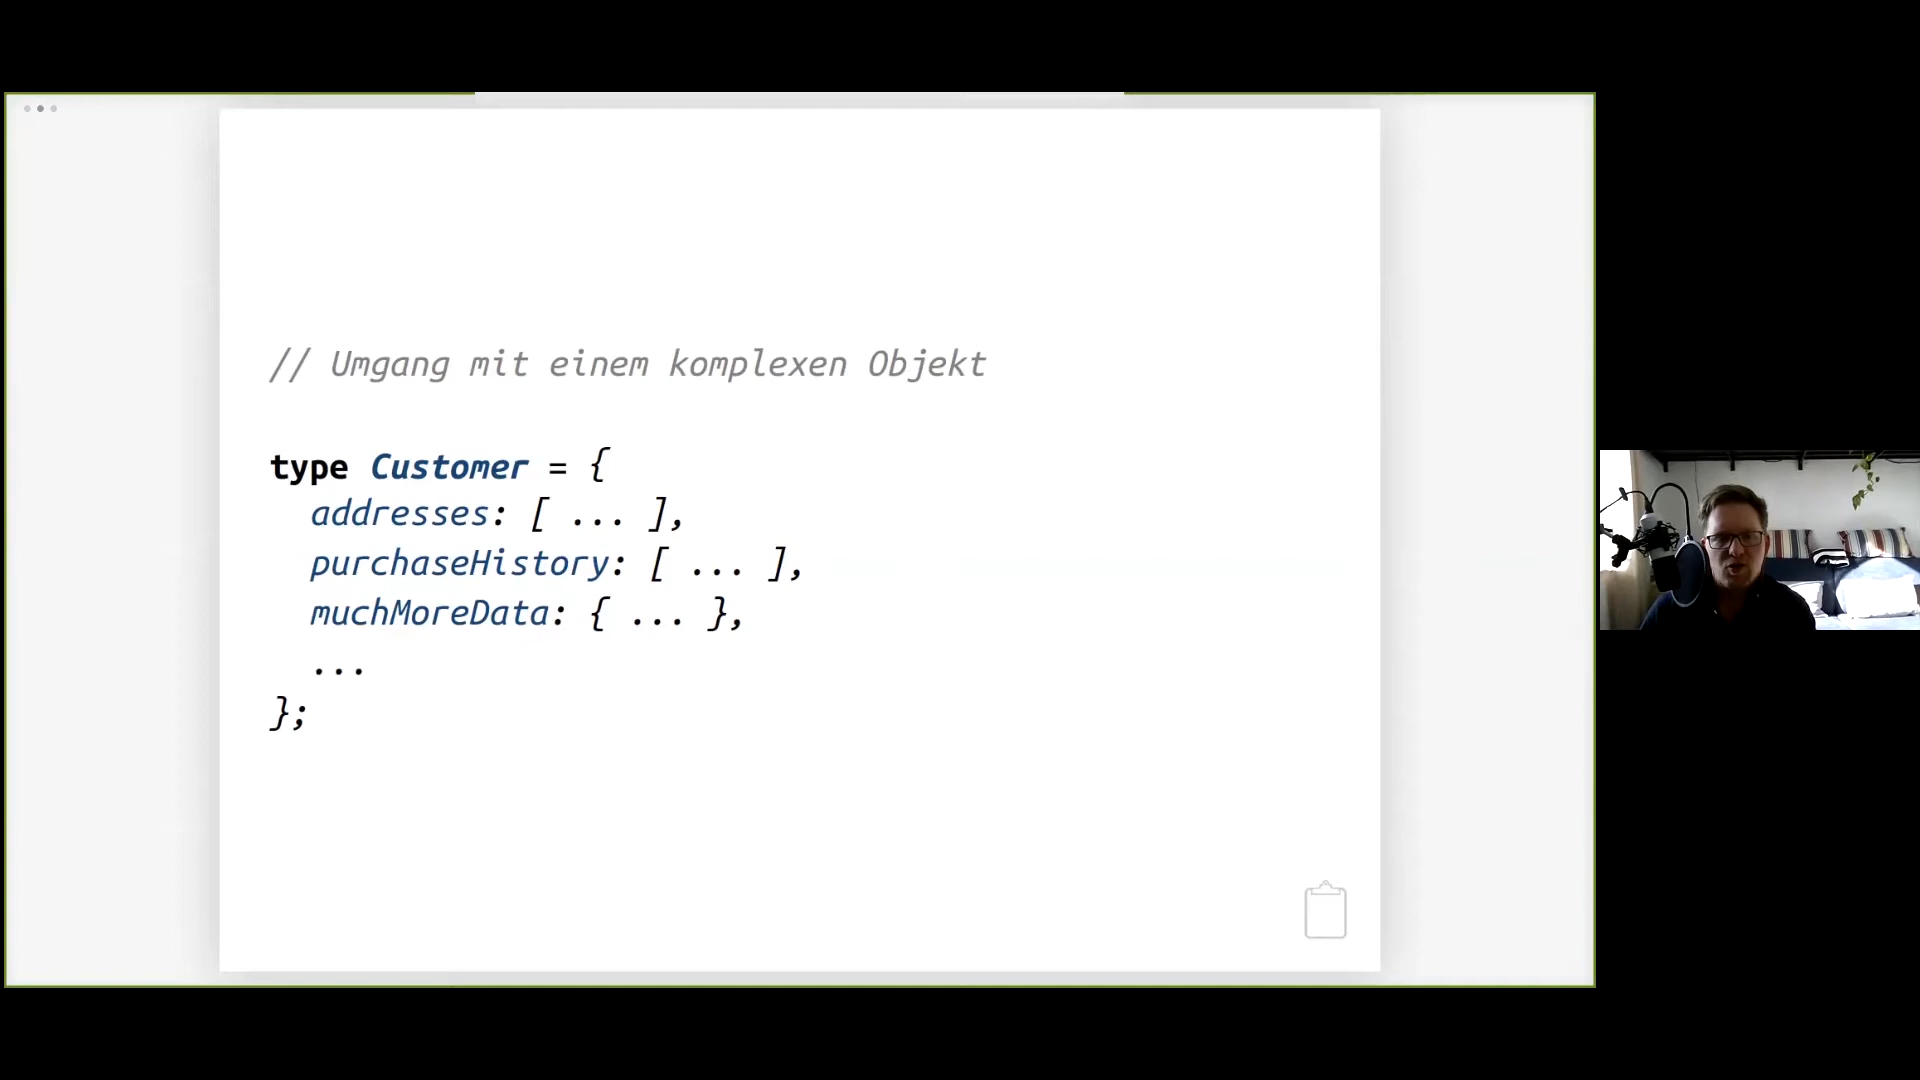 // Umgang mit einem komplexen Objekt
type Customer = {
addresses: [ ... ],
purchaseHistory: [ ... ],
muchMoreData: { ... },
...
};